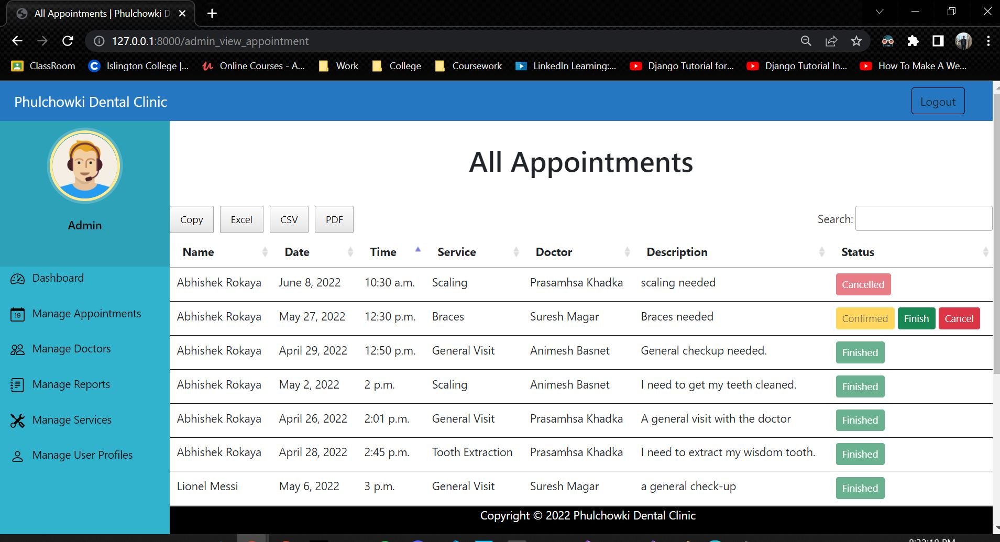 All Appointments | Phulchowki D
127.0.0.1:8000/admin_view_appointment
ClassRoom Islington College |... Online Courses - A... Work College Coursework LinkedIn Learning:... Django Tutorial for... Django Tutorial In... How To Make A We...
Phulchowki Dental Clinic Logout
Admin
Dashboard
19 Manage Appointments
Manage Doctors
Manage Reports
Manage Services
Manage User Profiles
All Appointments
Copy Excel CSV PDF Search:
Name Date Time Service Doctor Description Status
Abhishek Rokaya June 8, 2022 10:30 a.m. Scaling Prasamhsa Khadka scaling needed Cancelled
Abhishek Rokaya May 27, 2022 12:30 p.m. Braces Suresh Magar Braces needed Confirmed Finish Cancel
Abhishek Rokaya April 29, 2022 12:50 p.m. General Visit Animesh Basnet General checkup needed. Finished
Abhishek Rokaya May 2, 2022 2 p.m. Scaling Animesh Basnet I need to get my teeth cleaned. Finished
Abhishek Rokaya April 26, 2022 2:01 p.m. General Visit Prasamhsa Khadka A general visit with the doctor Finished
Abhishek Rokaya April 28, 2022 2:45 p.m. Tooth Extraction Prasamhsa Khadka I need to extract my wisdom tooth. Finished
Lionel Messi May 6, 2022 3 p.m. General Visit Suresh Magar a general check-up Finished
Copyright © 2022 Phulchowki Dental Clinic